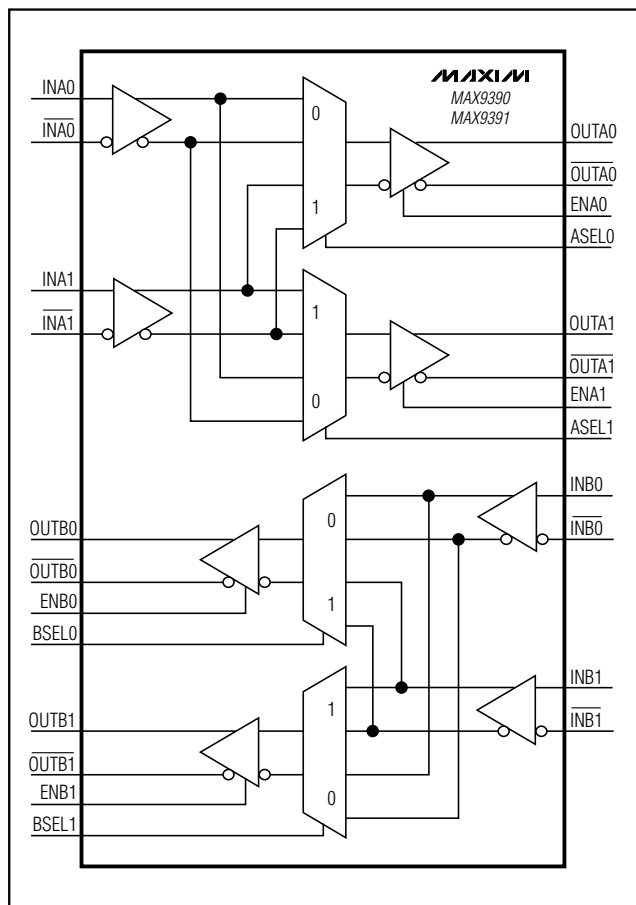 MAXIM
MAX9390
MAX9391
INA0
INA0
0
1
OUTA0
OUTA0
ENA0
ASEL0
INA1
INA1
1
0
OUTA1
OUTA1
ENA1
ASEL1
OUTB0
OUTB0
ENB0
BSEL0
0
1
INB0
INB0
OUTB1
OUTB1
ENB1
BSEL1
1
0
INB1
INB1